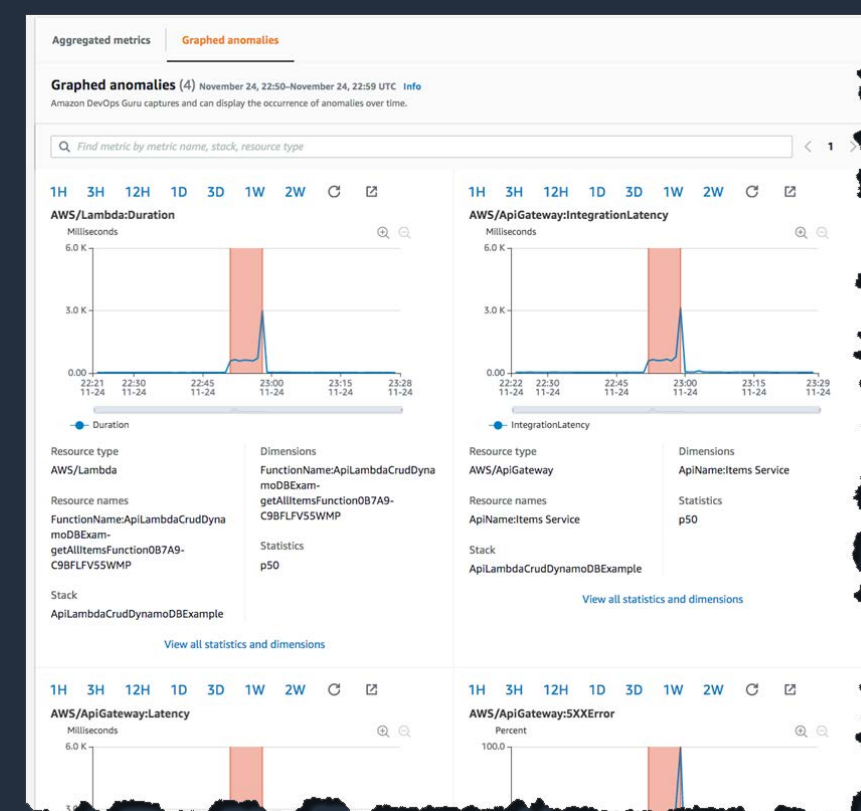 Aggregated metrics Graphed anomalies
Graphed anomalies (4) November 24, 22:50–November 24, 22:59 UTC Info
Amazon DevOps Guru captures and can display the occurrence of anomalies over time.
Find metric by metric name, stack, resource type
1
1H 3H 12H 1D 3D 1W 2W
AWS/Lambda:Duration
Milliseconds
6.0 K
3.0 K
0.00
22:21 22:30 22:45 23:00 23:15 23:28
11-24 11-24 11-24 11-24 11-24 11-24
Duration
Resource type
AWS/Lambda
Resource names
FunctionName:ApiLambdaCrudDyna
moDBExam-
getAllItemsFunction0B7A9-
C9BFLFV55WMP
Stack
ApiLambdaCrudDynamoDBExample
Dimensions
FunctionName:ApiLambdaCrudDyna
moDBExam-
getAllItemsFunction0B7A9-
C9BFLFV55WMP
Statistics
p50
View all statistics and dimensions
1H 3H 12H 1D 3D 1W 2W
AWS/ApiGateway:IntegrationLatency
Milliseconds
6.0 K
3.0 K
0.00
22:22 22:30 22:45 23:00 23:15 23:29
11-24 11-24 11-24 11-24 11-24 11-24
IntegrationLatency
Resource type
AWS/ApiGateway
Resource names
ApiName:Items Service
Stack
ApiLambdaCrudDynamoDBExample
Dimensions
ApiName:Items Service
Statistics
p50
View all statistics and dimensions
1H 3H 12H 1D 3D 1W 2W
AWS/ApiGateway:Latency
Milliseconds
6.0 K
1H 3H 12H 1D 3D 1W 2W
AWS/ApiGateway:5XXError
Percent
100.0